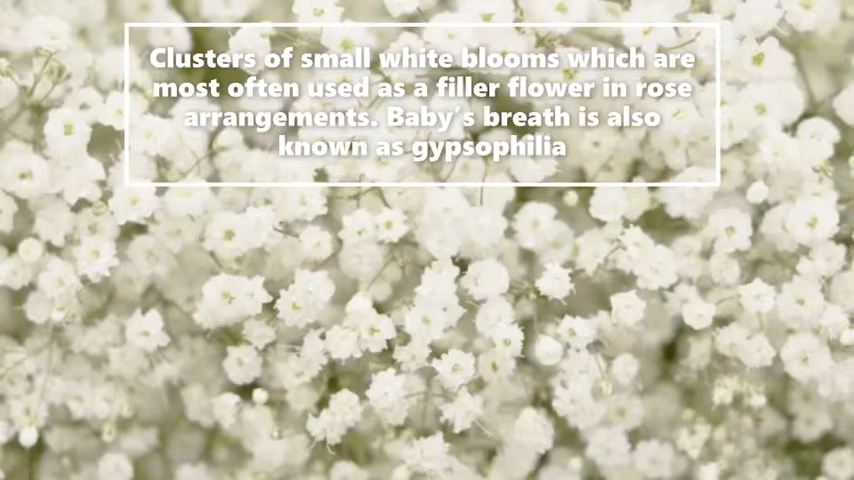 Clusters of small white blooms which are
most often used as a filler flower in rose
arrangements. Baby's breath is also
known as gypsophilia